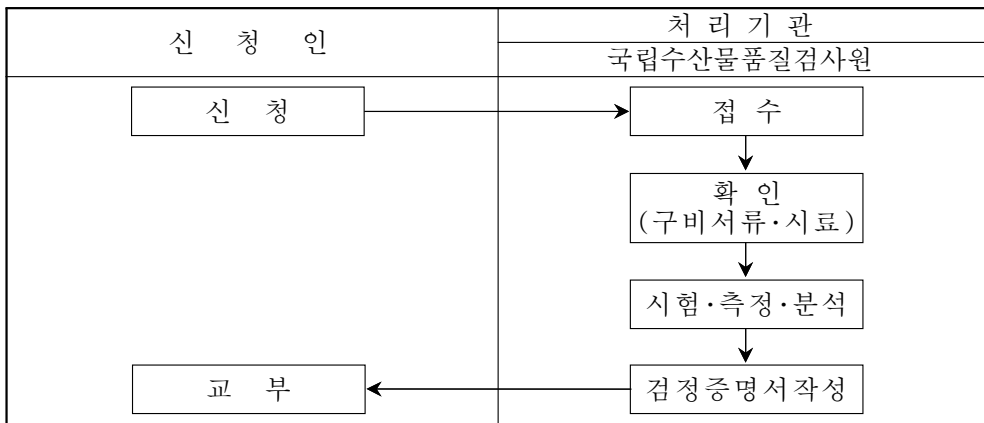 신 청 인
처 리 기 관
국립수산물품질검사원
신 청
접 수
확 인
(구비서류·시료)
시험·측정·분석
교 부
검정증명서작성